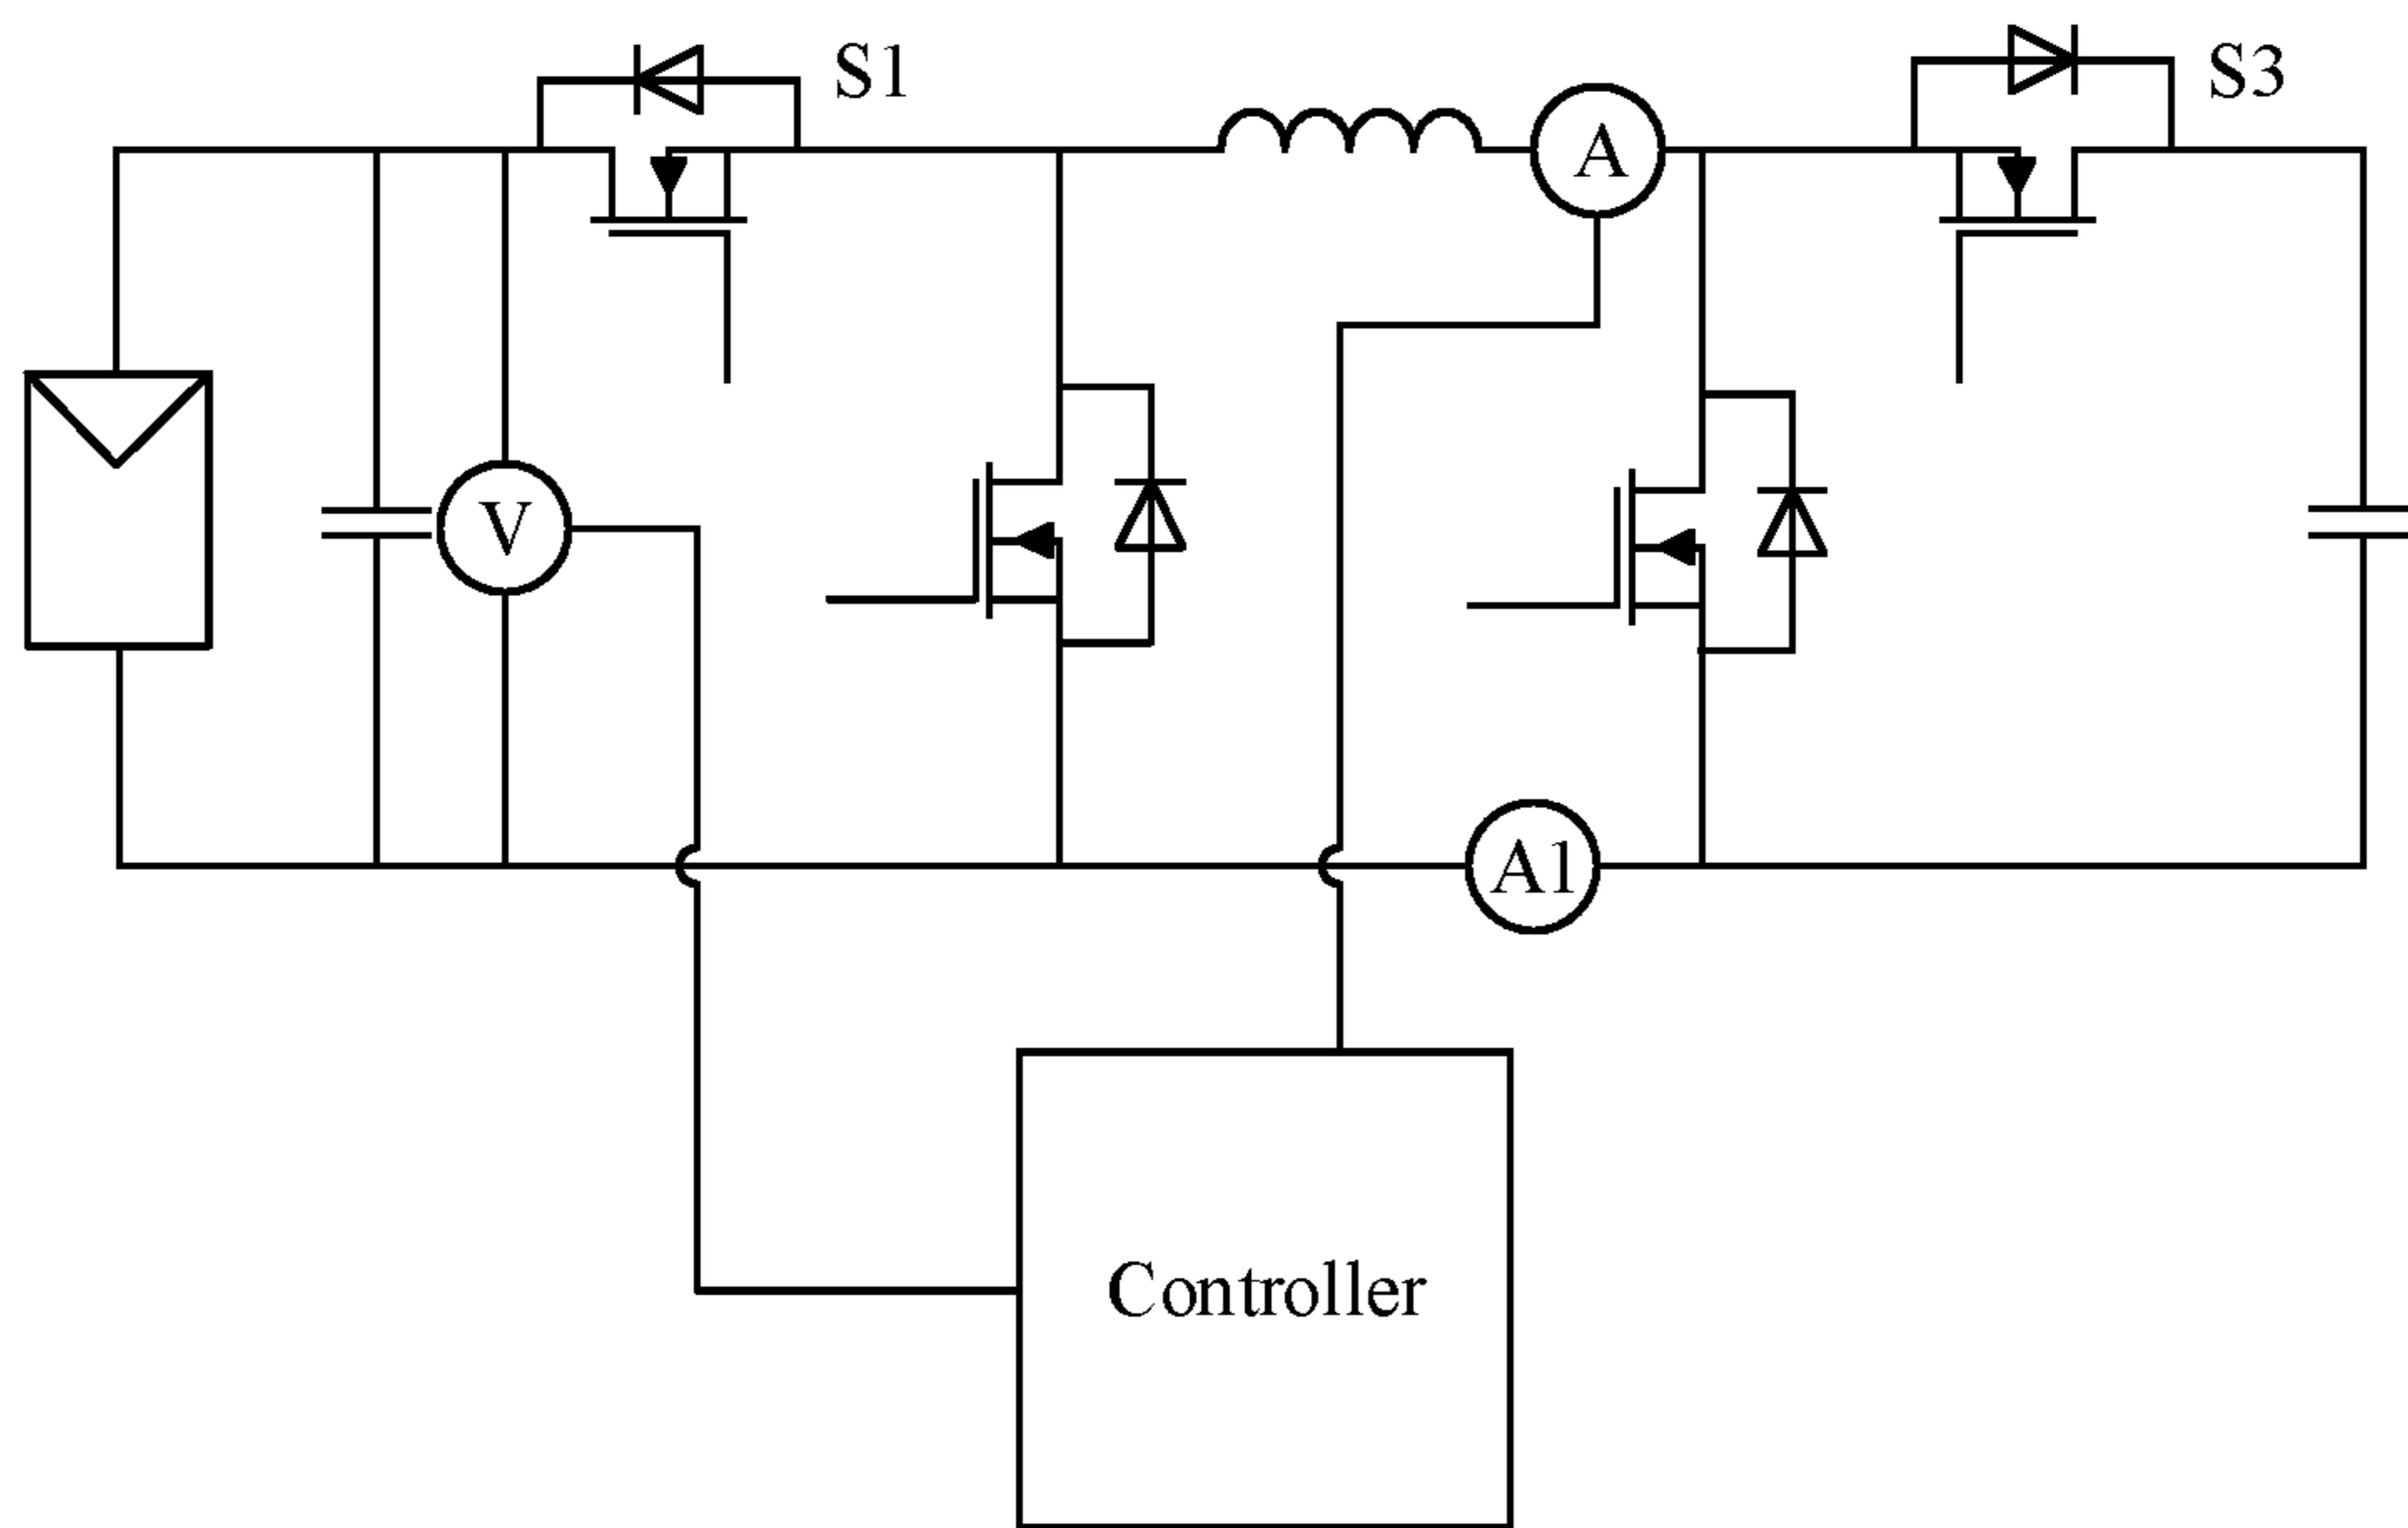 S1
S3
A
V
A1
Controller